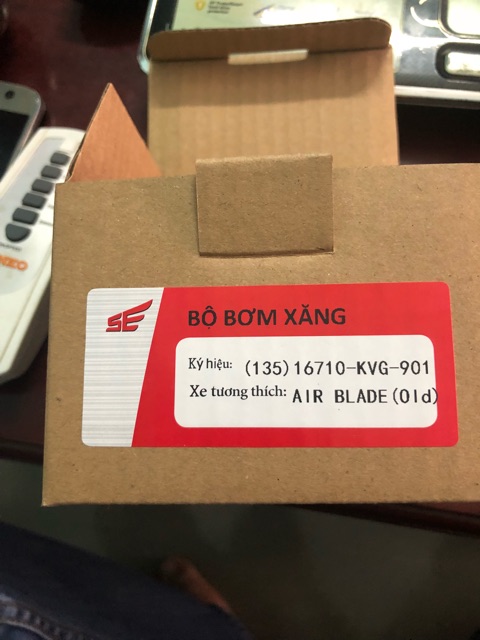 SE
BỘ BƠM XĂNG
Ký hiệu: (135)16710-KVG-901
Xe tương thích: AIR BLADE(Old)